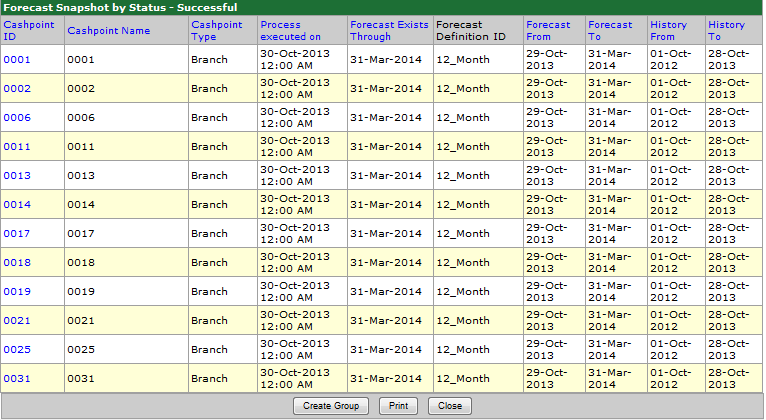 Forecast Snapshot by Status - Successful
Cashpoint ID Cashpoint Name Cashpoint Type Process executed on Forecast Exists Through Forecast Definition ID Forecast From Forecast To History From History To
0001 0001 Branch 30-Oct-2013 12:00 AM 31-Mar-2014 12_Month 29-Oct-2013 31-Mar-2014 01-Oct-2012 28-Oct-2013
0002 0002 Branch 30-Oct-2013 12:00 AM 31-Mar-2014 12_Month 29-Oct-2013 31-Mar-2014 01-Oct-2012 28-Oct-2013
0006 0006 Branch 30-Oct-2013 12:00 AM 31-Mar-2014 12_Month 29-Oct-2013 31-Mar-2014 01-Oct-2012 28-Oct-2013
0011 0011 Branch 30-Oct-2013 12:00 AM 31-Mar-2014 12_Month 29-Oct-2013 31-Mar-2014 01-Oct-2012 28-Oct-2013
0013 0013 Branch 30-Oct-2013 12:00 AM 31-Mar-2014 12_Month 29-Oct-2013 31-Mar-2014 01-Oct-2012 28-Oct-2013
0014 0014 Branch 30-Oct-2013 12:00 AM 31-Mar-2014 12_Month 29-Oct-2013 31-Mar-2014 01-Oct-2012 28-Oct-2013
0017 0017 Branch 30-Oct-2013 12:00 AM 31-Mar-2014 12_Month 29-Oct-2013 31-Mar-2014 01-Oct-2012 28-Oct-2013
0018 0018 Branch 30-Oct-2013 12:00 AM 31-Mar-2014 12_Month 29-Oct-2013 31-Mar-2014 01-Oct-2012 28-Oct-2013
0019 0019 Branch 30-Oct-2013 12:00 AM 31-Mar-2014 12_Month 29-Oct-2013 31-Mar-2014 01-Oct-2012 28-Oct-2013
0021 0021 Branch 30-Oct-2013 12:00 AM 31-Mar-2014 12_Month 29-Oct-2013 31-Mar-2014 01-Oct-2012 28-Oct-2013
0025 0025 Branch 30-Oct-2013 12:00 AM 31-Mar-2014 12_Month 29-Oct-2013 31-Mar-2014 01-Oct-2012 28-Oct-2013
0031 0031 Branch 30-Oct-2013 12:00 AM 31-Mar-2014 12_Month 29-Oct-2013 31-Mar-2014 01-Oct-2012 28-Oct-2013
Create Group Print Close